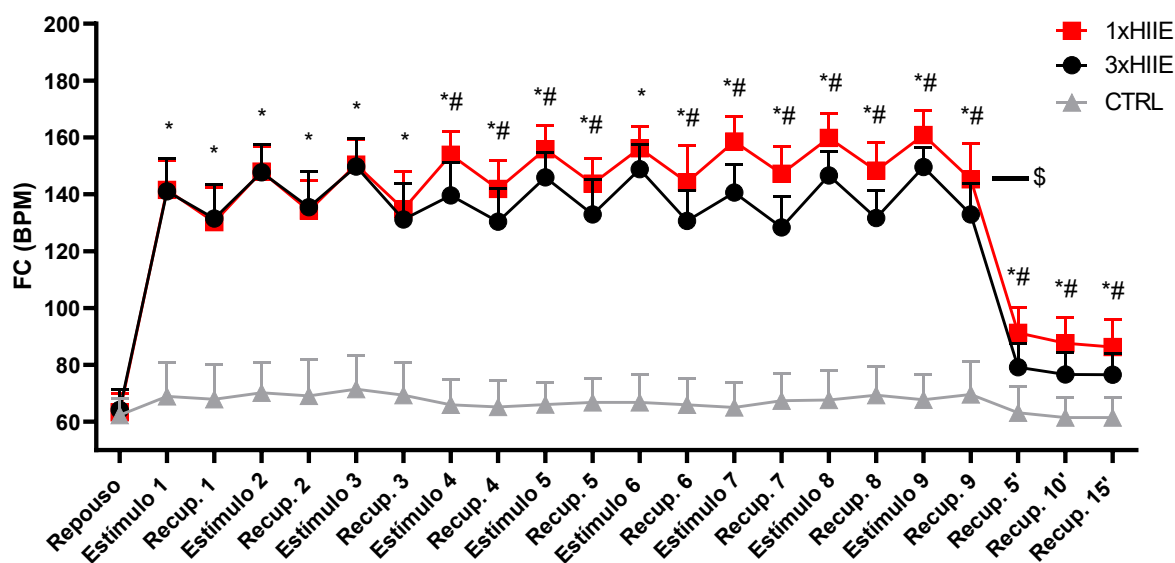 FC (BPM)
200
180
160
140
120
100
80
60
1xHIIE
3xHIIE
CTRL
*
*
*
*
*
*
*#
*#
*#
*#
*
*#
*#
*#
*#
*#
*#
*#
$
*#
*#
*#
Repouso
Estímulo 1
Recup. 1
Estímulo 2
Recup. 2
Estímulo 3
Recup. 3
Estímulo 4
Recup. 4
Estímulo 5
Recup. 5
Estímulo 6
Recup. 6
Estímulo 7
Recup. 7
Estímulo 8
Recup. 8
Estímulo 9
Recup. 9
Recup. 5'
Recup. 10'
Recup. 15'